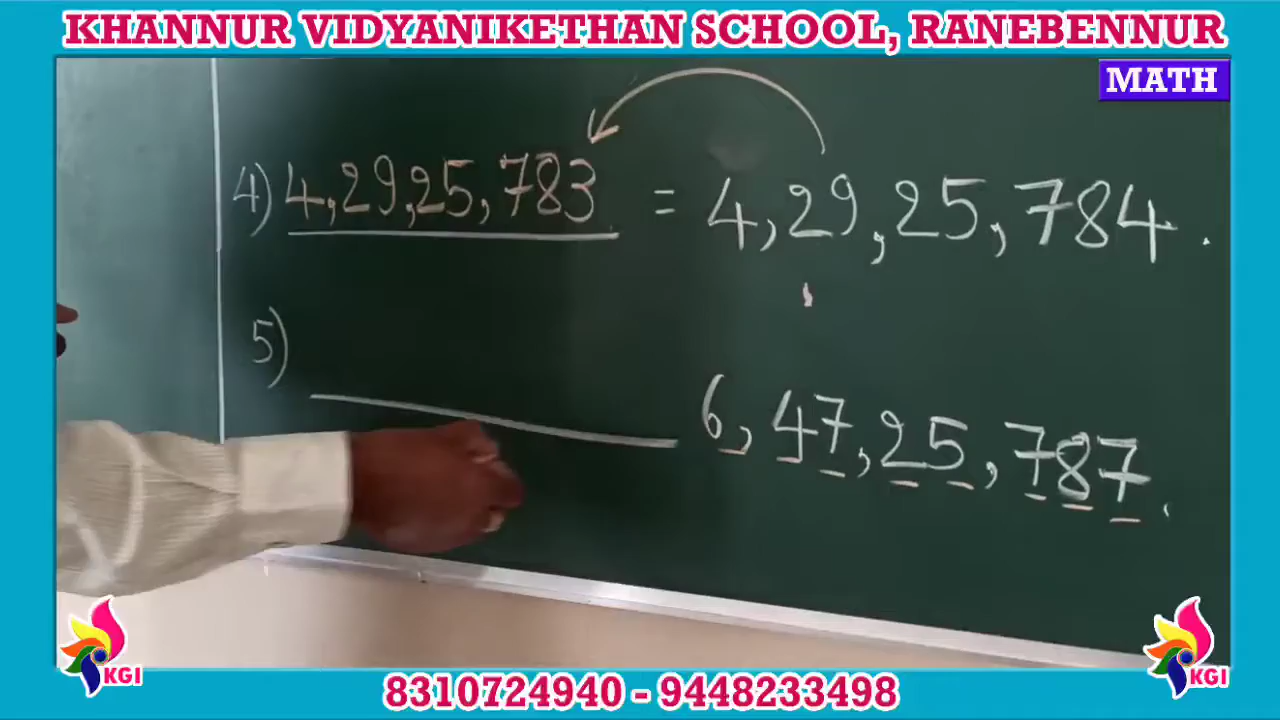 KHANNUR VIDYANIKETHAN SCHOOL, RANEBENNUR
MATH
4) 4,29,25,783 = 4,29,25,784.
5) 6,47,25,787.
KGI
KGI
8310724940 - 9448233498